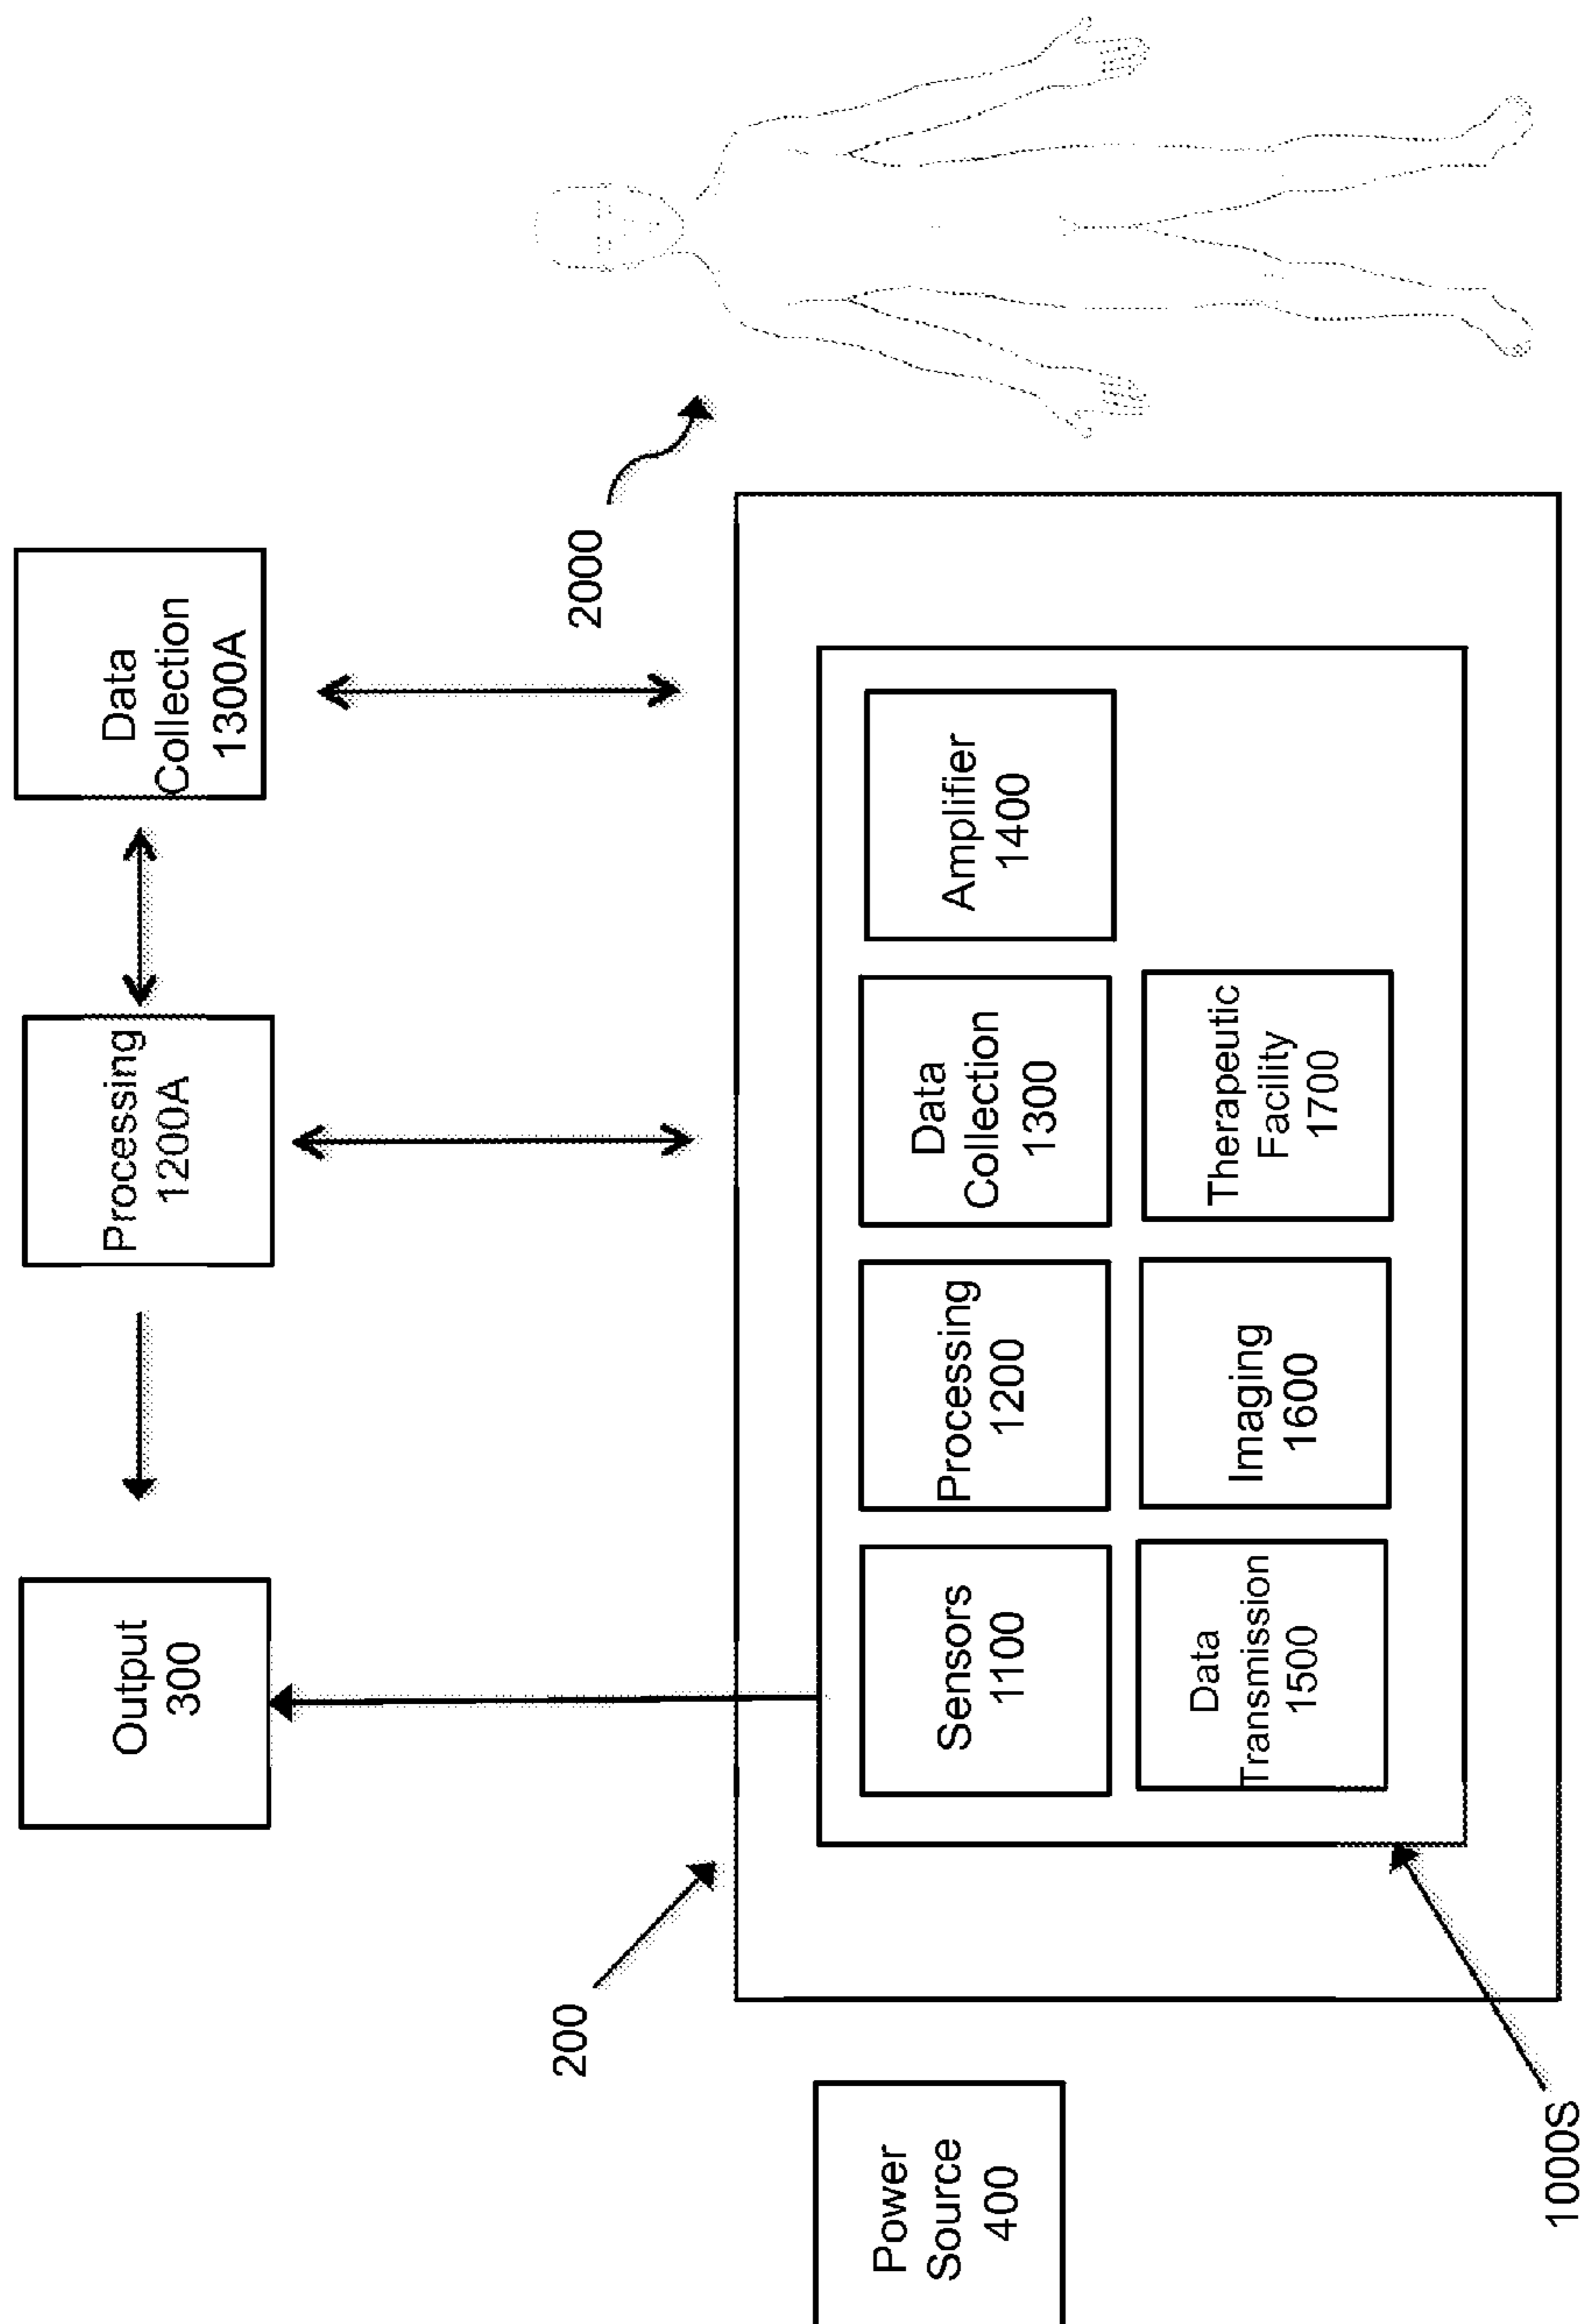 Output
300
Processing
1200A
Data
Collection
1300A
200
2000
Power
Source
400
Sensors
1100
Processing
1200
Data
Collection
1300
Amplifier
1400
Data
Transmission
1500
Imaging
1600
Therapeutic
Facility
1700
1000S